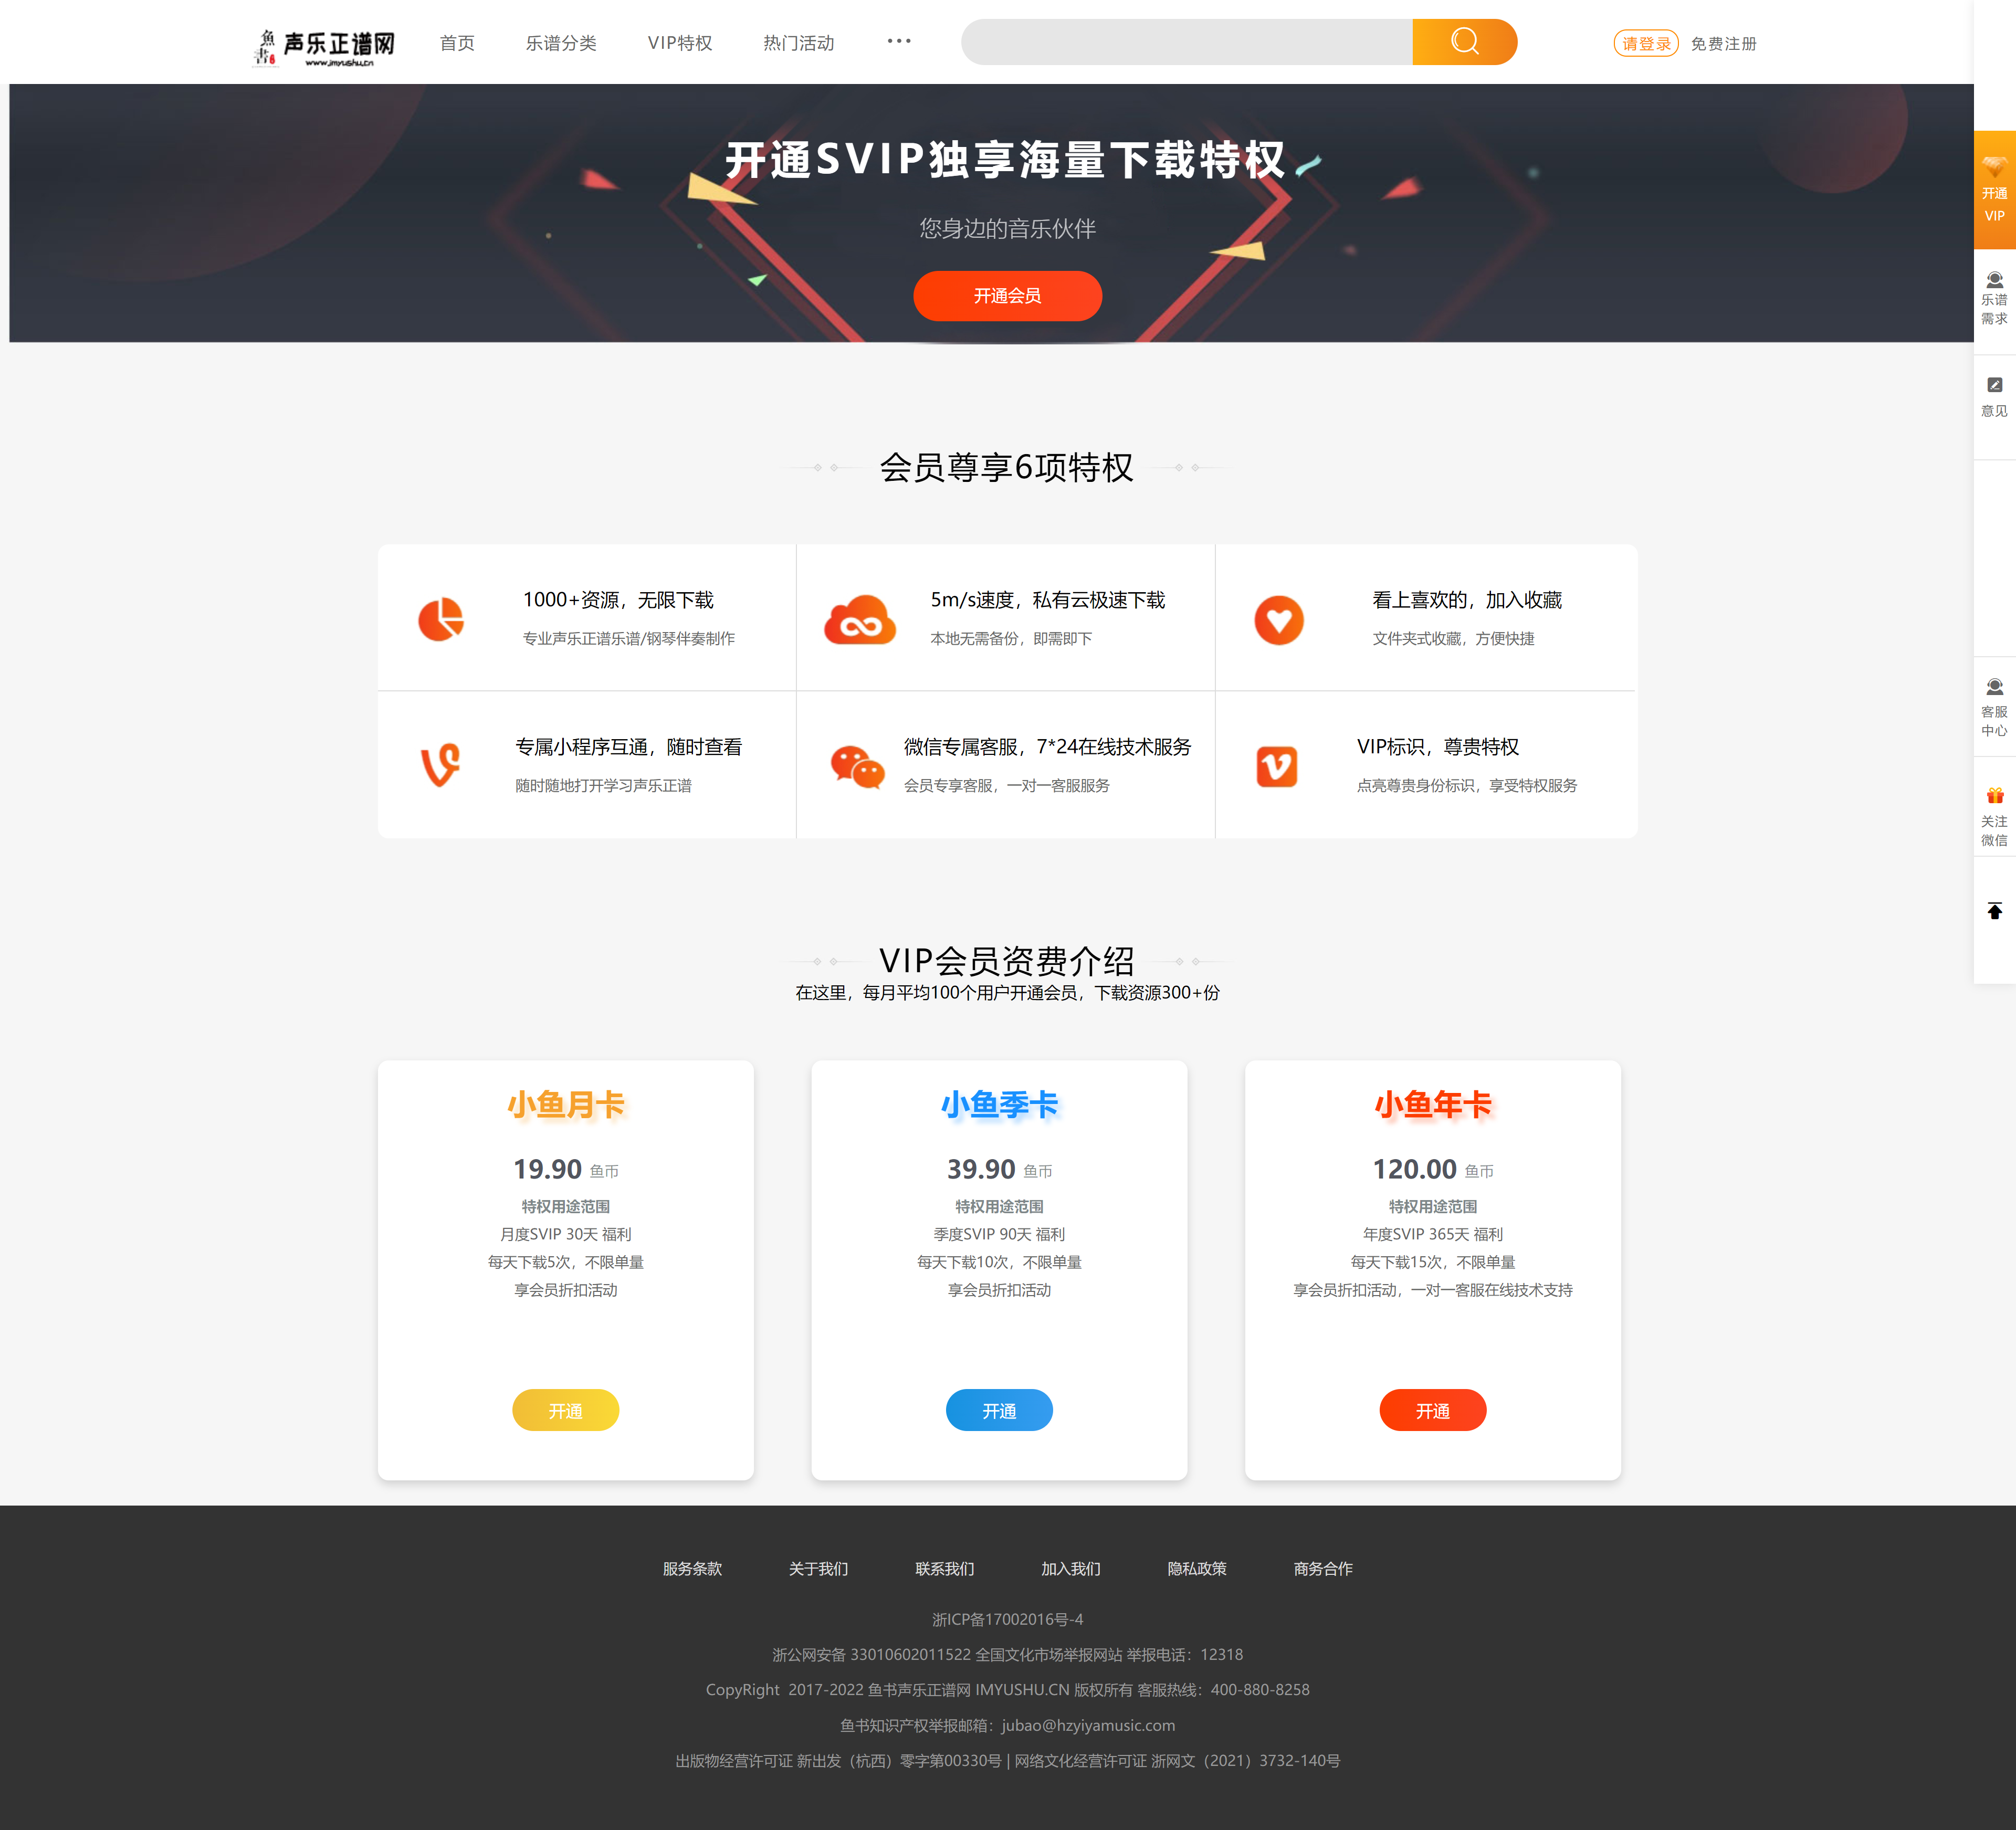 魚書 声乐正谱网
www.imyushu.cn
首页 乐谱分类 VIP特权 热门活动 •••
请登录 免费注册
开通SVIP独享海量下载特权
您身边的音乐伙伴
开通会员
开通
VIP
乐谱
需求
意见
客服
中心
关注
微信
会员尊享6项特权
1000+资源，无限下载
专业声乐正谱乐谱/钢琴伴奏制作
5m/s速度，私有云极速下载
本地无需备份，即需即下
看上喜欢的，加入收藏
文件夹式收藏，方便快捷
专属小程序互通，随时查看
随时随地打开学习声乐正谱
微信专属客服，7*24在线技术服务
会员专享客服，一对一客服服务
VIP标识，尊贵特权
点亮尊贵身份标识，享受特权服务
VIP会员资费介绍
在这里，每月平均100个用户开通会员，下载资源300+份
小鱼月卡
19.90 鱼币
特权用途范围
月度SVIP 30天 福利
每天下载5次，不限单量
享会员折扣活动
开通
小鱼季卡
39.90 鱼币
特权用途范围
季度SVIP 90天 福利
每天下载10次，不限单量
享会员折扣活动
开通
小鱼年卡
120.00 鱼币
特权用途范围
年度SVIP 365天 福利
每天下载15次，不限单量
享会员折扣活动，一对一客服在线技术支持
开通
服务条款 关于我们 联系我们 加入我们 隐私政策 商务合作
浙ICP备17002016号-4
浙公网安备 33010602011522 全国文化市场举报网站 举报电话：12318
CopyRight 2017-2022 鱼书声乐正谱网 IMYUSHU.CN 版权所有 客服热线：400-880-8258
鱼书知识产权举报邮箱：jubao@hzyiyamusic.com
出版物经营许可证 新出发（杭西）零字第00330号 | 网络文化经营许可证 浙网文（2021）3732-140号